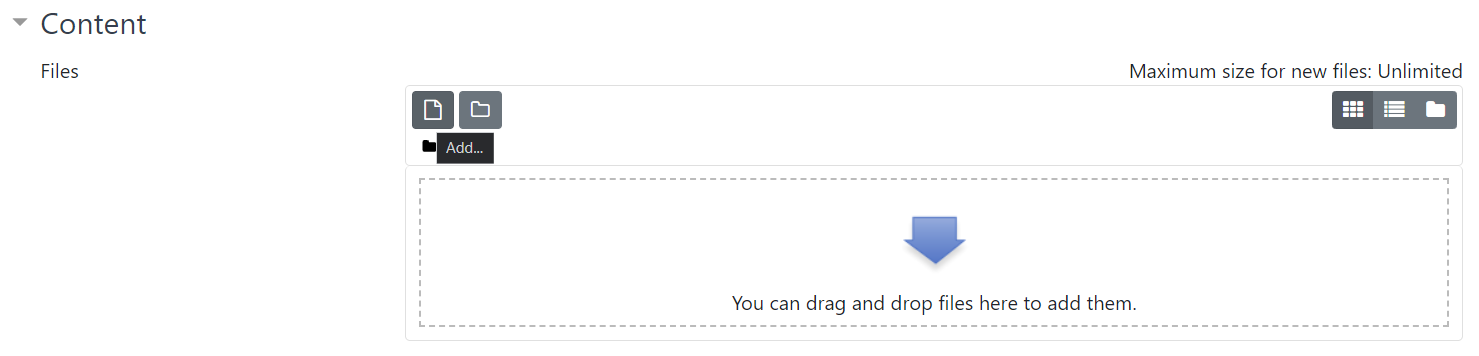 Content
Files
Maximum size for new files: Unlimited
Add...
You can drag and drop files here to add them.